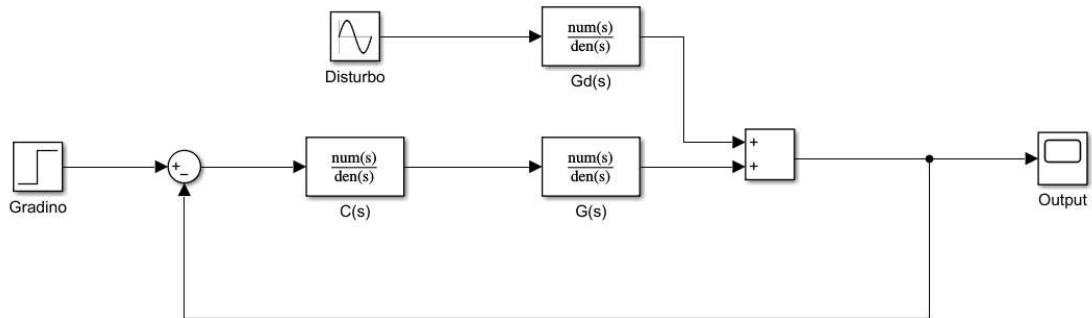 num(s)
den(s)
Disturbo
Gd(s)
+
+
+
−
num(s)
den(s)
num(s)
den(s)
Gradino
C(s)
G(s)
Output